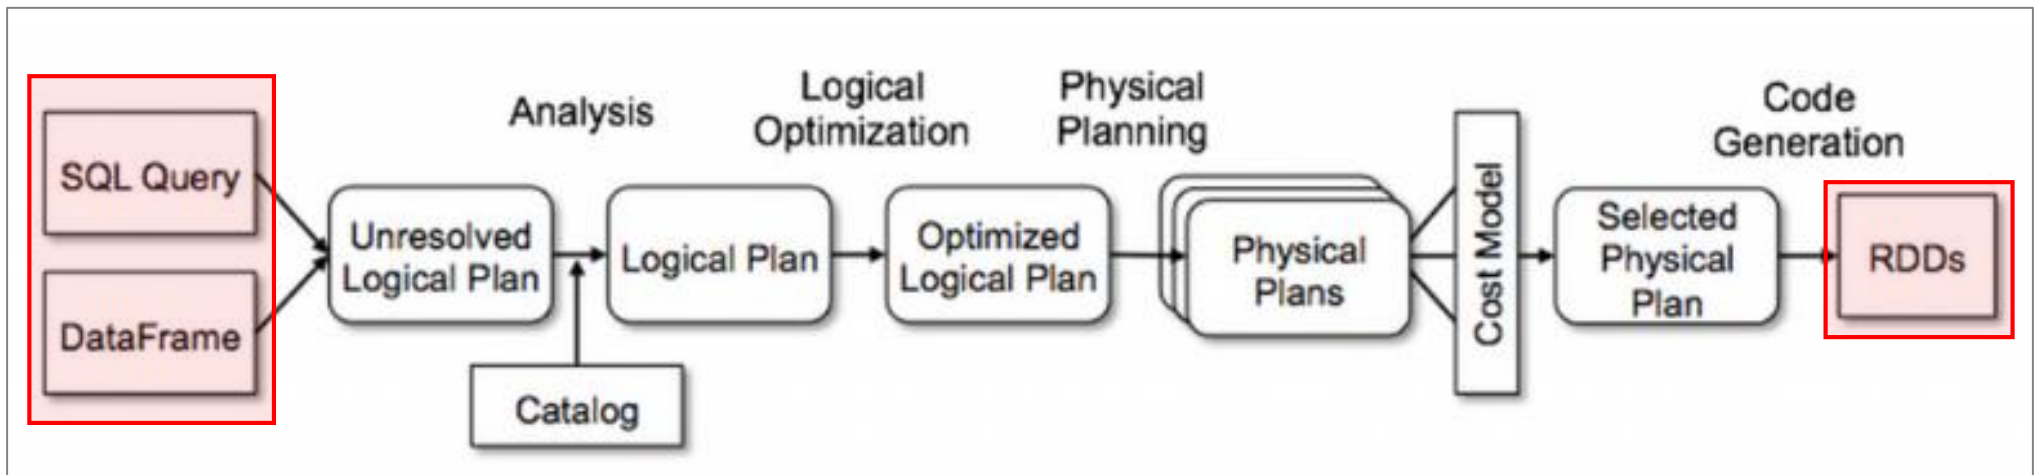 Analysis
Logical
Optimization
Physical
Planning
Code
Generation
SQL Query
DataFrame
Unresolved
Logical Plan
Catalog
Logical Plan
Optimized
Logical Plan
Physical
Plans
Cost Model
Selected
Physical
Plan
RDDs